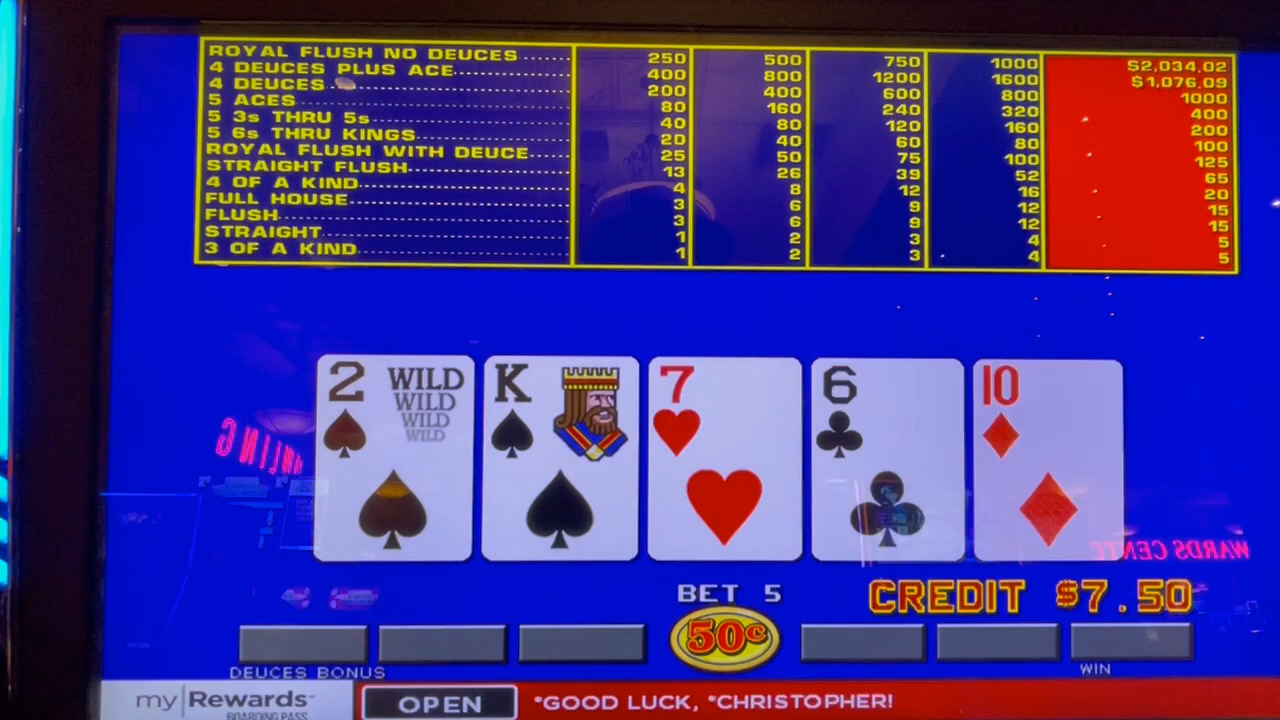 ROYAL FLUSH NO DEUCES 250 500 750 1000 $2,034.02
4 DEUCES PLUS ACE 400 800 1200 1600 $1,076.09
4 DEUCES 200 400 600 800 1000
5 ACES 80 160 240 320 400
5 3s THRU 5s 40 80 120 160 200
5 6s THRU KINGS 20 40 60 80 100
ROYAL FLUSH WITH DEUCE 25 50 75 100 125
STRAIGHT FLUSH 13 26 39 52 65
4 OF A KIND 4 8 12 16 20
FULL HOUSE 3 6 9 12 15
FLUSH 3 6 9 12 15
STRAIGHT 1 2 3 4 5
3 OF A KIND 1 2 3 4 5
2 WILD K 7 6 10
WILD
WILD
WILD
WARDS CENTE
BET 5 CREDIT $7.50
50¢
DEUCES BONUS WIN
my|Rewards OPEN *GOOD LUCK, *CHRISTOPHER!
BOARDING PASS